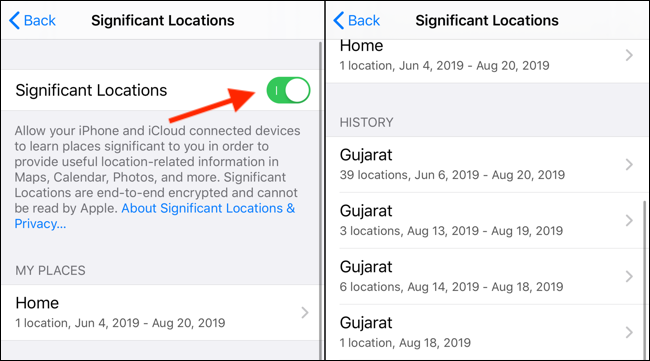 Back
Significant Locations
Significant Locations
Allow your iPhone and iCloud connected devices
to learn places significant to you in order to
provide useful location-related information in
Maps, Calendar, Photos, and more. Significant
Locations are end-to-end encrypted and cannot
be read by Apple. About Significant Locations &
Privacy...
MY PLACES
Home
1 location, Jun 4, 2019 - Aug 20, 2019
Back
Significant Locations
Home
1 location, Jun 4, 2019 - Aug 20, 2019
HISTORY
Gujarat
39 locations, Jun 6, 2019 - Aug 20, 2019
Gujarat
3 locations, Aug 13, 2019 - Aug 19, 2019
Gujarat
6 locations, Aug 14, 2019 - Aug 18, 2019
Gujarat
1 location, Aug 18, 2019